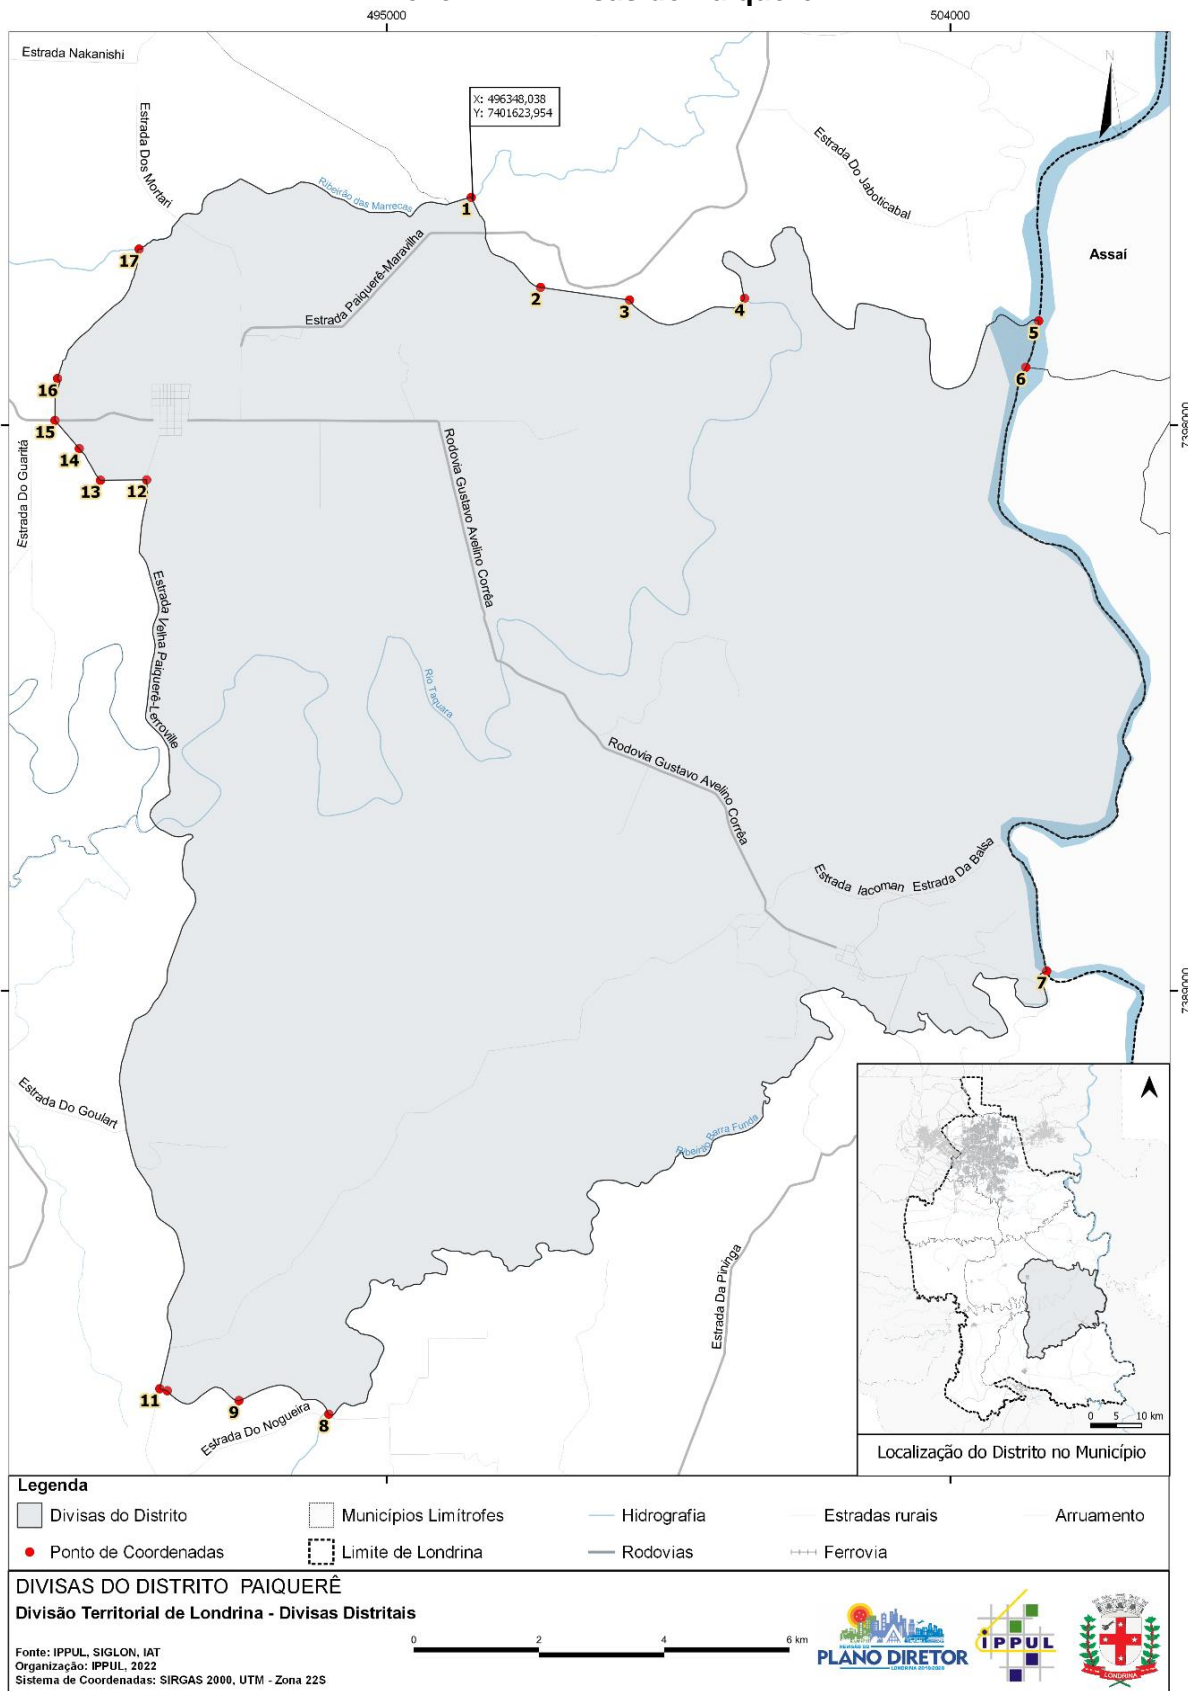 495000
504000
Estrada Nakanishi
Estrada Dos Mortari
X: 496348,038
Y: 7401623,954
N
Estrada Do Jaboticabal
Ribeirão das Marrecas
1
Assaí
17
Estrada Paiquerê-Maravilha
2
3
4
5
6
16
15
14
13
12
7398000
Estrada Do Guaritá
Rodovia Gustavo Avelino Corrêa
Estrada Velha Paiquerê-Lerroville
Rio Taquara
Rodovia Gustavo Avelino Corrêa
Estrada Iacoman
Estrada Da Balsa
7
7389000
Estrada Do Goulart
Ribeirão Barra Funda
Estrada Da Pininga
11
9
8
Estrada Do Nogueira
0 5 10 km
Localização do Distrito no Município
Legenda
Divisas do Distrito
Municípios Limítrofes
Hidrografia
Estradas rurais
Arruamento
Ponto de Coordenadas
Limite de Londrina
Rodovias
Ferrovia
DIVISAS DO DISTRITO PAIQUERÊ
Divisão Territorial de Londrina - Divisas Distritais
Fonte: IPPUL, SIGLON, IAT
Organização: IPPUL, 2022
Sistema de Coordenadas: SIRGAS 2000, UTM - Zona 22S
0 2 4 6 km
PLANO DIRETOR
IPPUL
LONDRINA